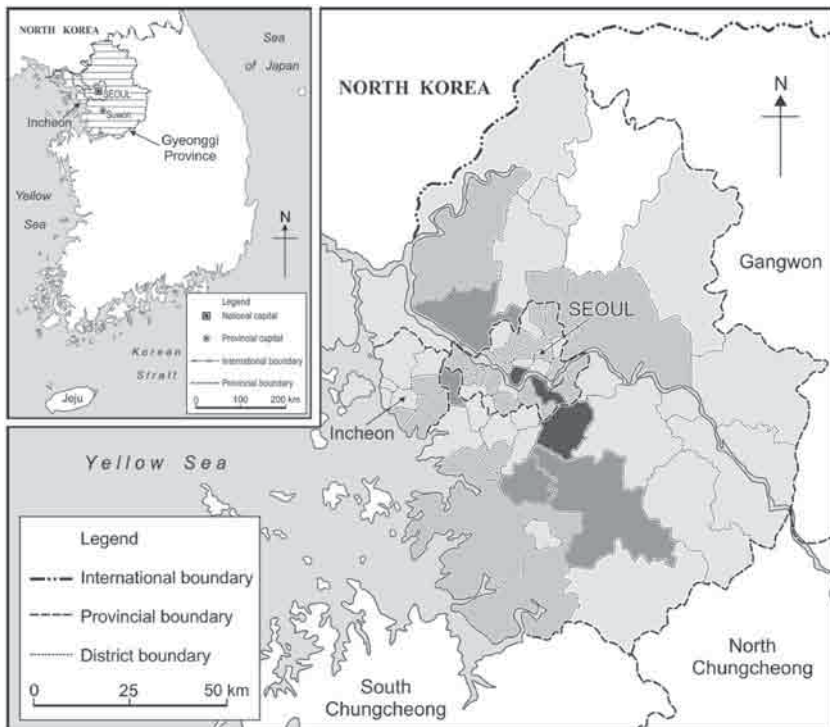 NORTH KOREA
Sea
of Japan
SEOUL
Suwon
Incheon
Gyeonggi
Province
Yellow
Sea
N
Legend
National capital
Provincial capital
International boundary
Provincial boundary
0 100 200 km
Korean
Strait
Jeju
NORTH KOREA
N
Gangwon
SEOUL
Incheon
Yellow Sea
Legend
International boundary
Provincial boundary
District boundary
0 25 50 km
South
Chungcheong
North
Chungcheong